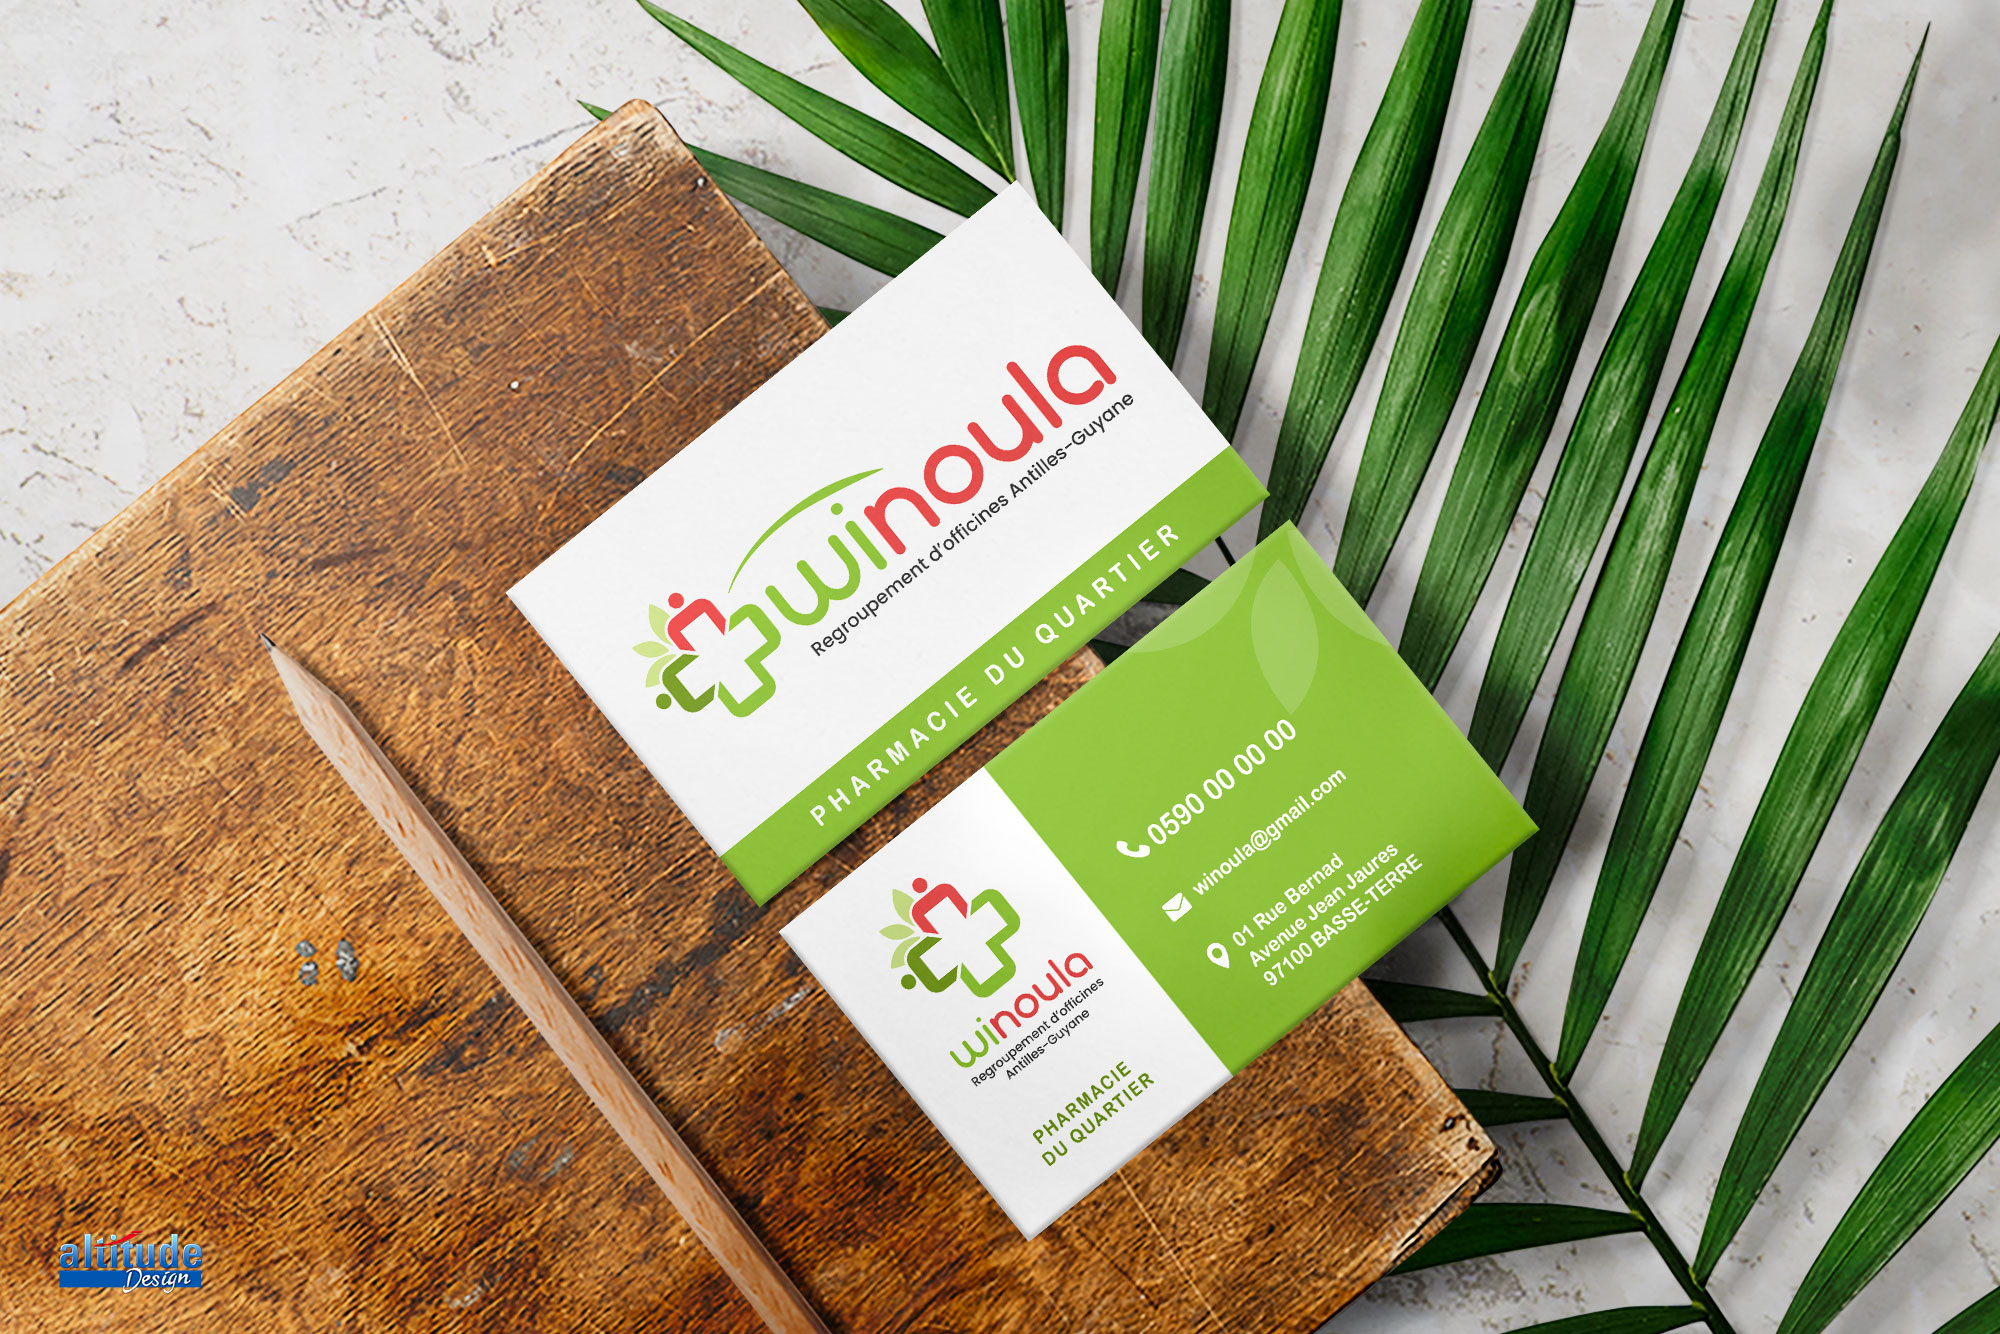 winoula
Regroupement d'officines Antilles-Guyane
PHARMACIE DU QUARTIER
winoula
Regroupement d'officines
Antilles-Guyane
PHARMACIE
DU QUARTIER
0590 00 00 00
winoula@gmail.com
01 Rue Bernad
Avenue Jean Jaures
97100 BASSE-TERRE
altitude
Design